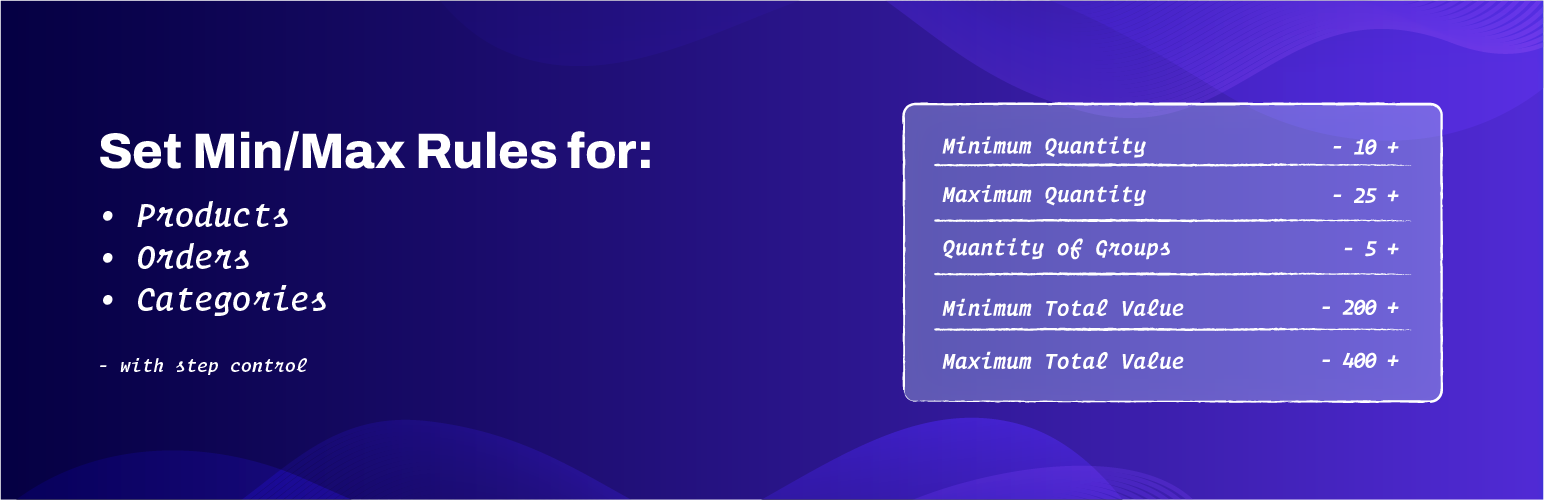 Set Min/Max Rules for:
• Products
• Orders
• Categories
- with step control
Minimum Quantity - 10 +
Maximum Quantity - 25 +
Quantity of Groups - 5 +
Minimum Total Value - 200 +
Maximum Total Value - 400 +